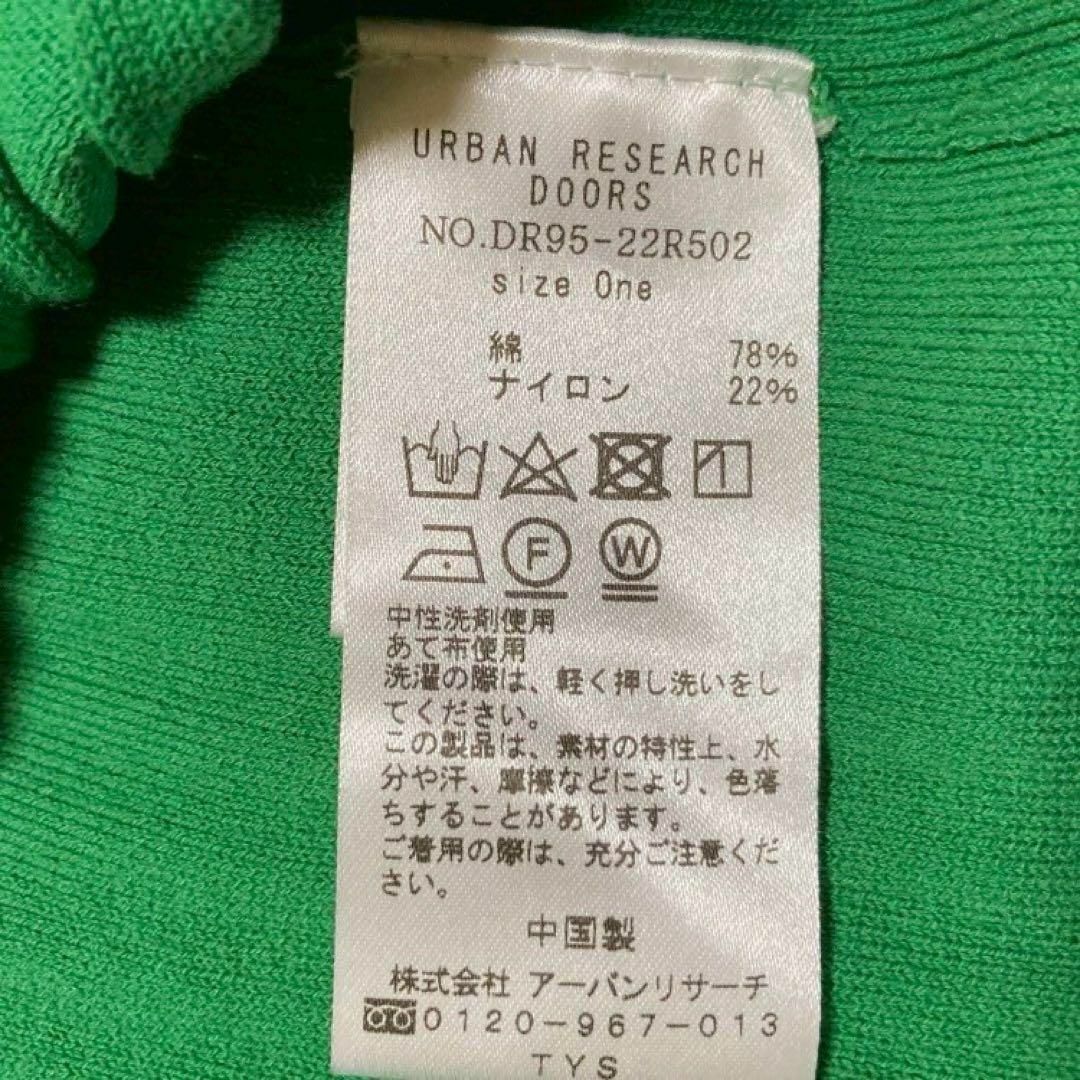 URBAN RESEARCH
DOORS
NO.DR95-22R502
size One
綿 78%
ナイロン 22%
F W
中性洗剤使用
あて布使用
洗濯の際は、軽く押し洗いをし
てください。
この製品は、素材の特性上、水
分や汗、摩擦などにより、色落
ちすることがあります。
ご着用の際は、充分ご注意くだ
さい。
中国製
株式会社 アーバンリサーチ
0120-967-013
TYS